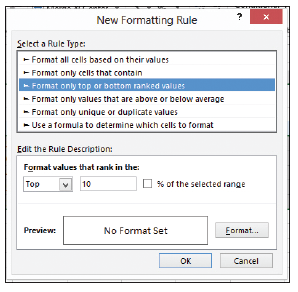 New Formatting Rule
?
Select a Rule Type:
► Format all cells based on their values
► Format only cells that contain
► Format only top or bottom ranked values
► Format only values that are above or below average
► Format only unique or duplicate values
► Use a formula to determine which cells to format
Edit the Rule Description:
Format values that rank in the:
Top 10 % of the selected range
Preview: No Format Set Format...
OK Cancel